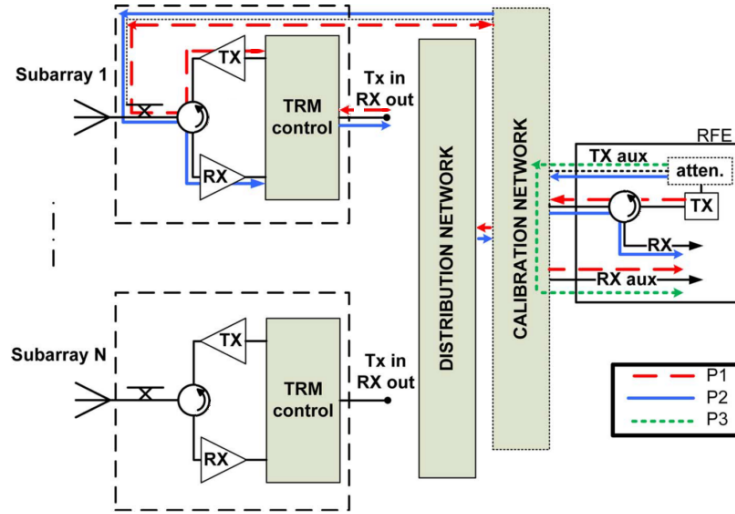 Subarray 1
TX
RX
TRM
control
Tx in
RX out
DISTRIBUTION NETWORK
CALIBRATION NETWORK
RFE
TX aux
atten.
TX
RX
RX aux
Subarray N
TX
RX
TRM
control
Tx in
RX out
P1
P2
P3